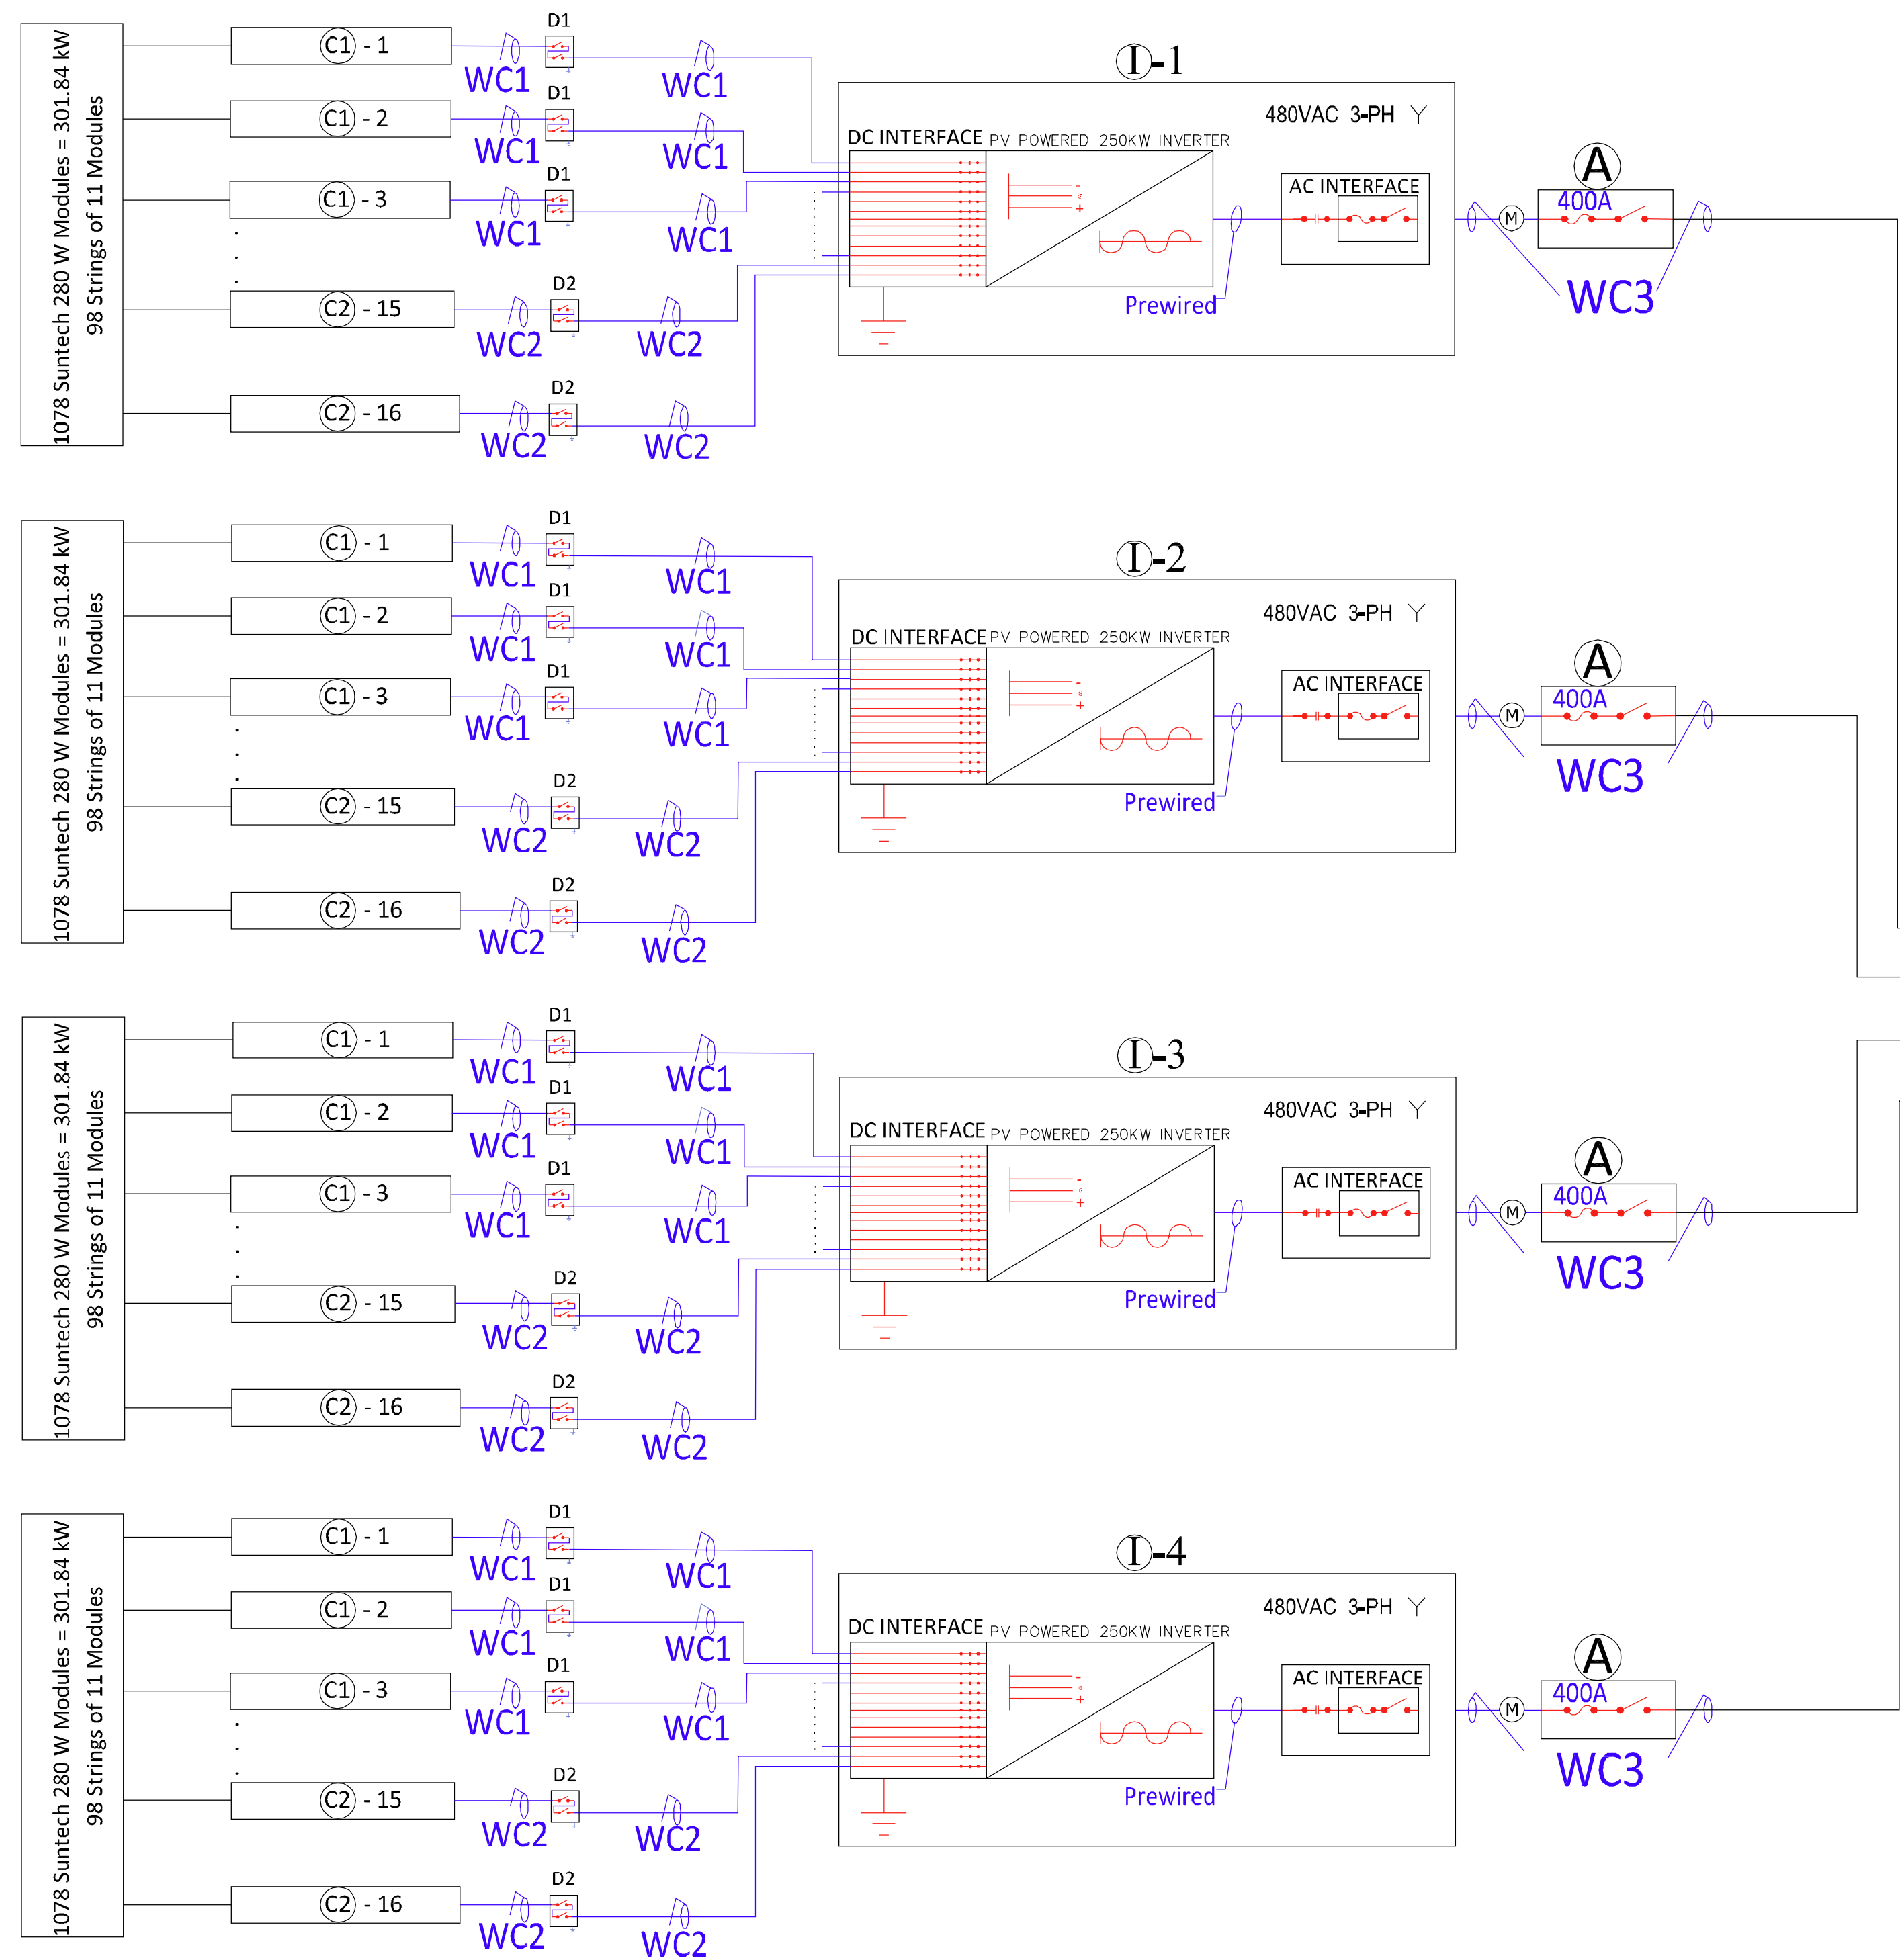 1078 Suntech 280 W Modules = 301.84 kW
98 Strings of 11 Modules
C1 - 1
D1
WC1
WC1
C1 - 2
D1
WC1
WC1
C1 - 3
D1
WC1
WC1
C2 - 15
D2
WC2
WC2
C2 - 16
D2
WC2
WC2
I-1
480VAC 3-PH Y
DC INTERFACE
PV POWERED 250KW INVERTER
-
G
+
Prewired
AC INTERFACE
M
A
400A
WC3
1078 Suntech 280 W Modules = 301.84 kW
98 Strings of 11 Modules
C1 - 1
D1
WC1
WC1
C1 - 2
D1
WC1
WC1
C1 - 3
D1
WC1
WC1
C2 - 15
D2
WC2
WC2
C2 - 16
D2
WC2
WC2
I-2
480VAC 3-PH Y
DC INTERFACE
PV POWERED 250KW INVERTER
-
G
+
Prewired
AC INTERFACE
M
A
400A
WC3
1078 Suntech 280 W Modules = 301.84 kW
98 Strings of 11 Modules
C1 - 1
D1
WC1
WC1
C1 - 2
D1
WC1
WC1
C1 - 3
D1
WC1
WC1
C2 - 15
D2
WC2
WC2
C2 - 16
D2
WC2
WC2
I-3
480VAC 3-PH Y
DC INTERFACE
PV POWERED 250KW INVERTER
-
G
+
Prewired
AC INTERFACE
M
A
400A
WC3
1078 Suntech 280 W Modules = 301.84 kW
98 Strings of 11 Modules
C1 - 1
D1
WC1
WC1
C1 - 2
D1
WC1
WC1
C1 - 3
D1
WC1
WC1
C2 - 15
D2
WC2
WC2
C2 - 16
D2
WC2
WC2
I-4
480VAC 3-PH Y
DC INTERFACE
PV POWERED 250KW INVERTER
-
G
+
Prewired
AC INTERFACE
M
A
400A
WC3